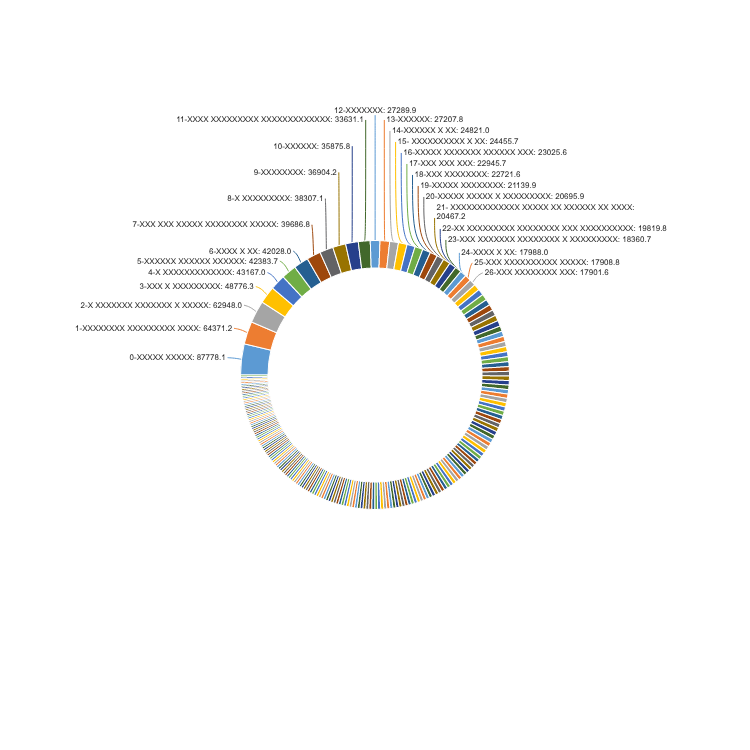 12-XXXXXXX: 27289.9
11-XXXX XXXXXXXXX XXXXXXXXXXXXX: 33631.1
13-XXXXXX: 27207.8
14-XXXXXX X XX: 24821.0
15- XXXXXXXXXX X XX: 24455.7
10-XXXXXX: 35875.8
16-XXXXX XXXXXXX XXXXXX XXX: 23025.6
17-XXX XXX XXX: 22945.7
9-XXXXXXXX: 36904.2
18-XXX XXXXXXXX: 22721.6
19-XXXXX XXXXXXXX: 21139.9
8-X XXXXXXXXX: 38307.1
20-XXXXX XXXXX X XXXXXXXXX: 20695.9
21- XXXXXXXXXXXXX XXXXX XX XXXXXX XX XXXX:
20467.2
7-XXX XXX XXXXX XXXXXXXX XXXXX: 39686.8
22-XX XXXXXXXXX XXXXXXXX XXX XXXXXXXXXX: 19819.8
23-XXX XXXXXXX XXXXXXXX X XXXXXXXXX: 18360.7
6-XXXX X XX: 42028.0
24-XXXX X XX: 17988.0
5-XXXXXX XXXXXX XXXXXX: 42383.7
25-XXX XXXXXXXXXX XXXXX: 17908.8
4-X XXXXXXXXXXXX: 43167.0
26-XXX XXXXXXXX XXX: 17901.6
3-XXX X XXXXXXXXX: 48776.3
2-X XXXXXXX XXXXXXX X XXXXX: 62948.0
1-XXXXXXXX XXXXXXXXX XXXX: 64371.2
0-XXXXX XXXXX: 87778.1